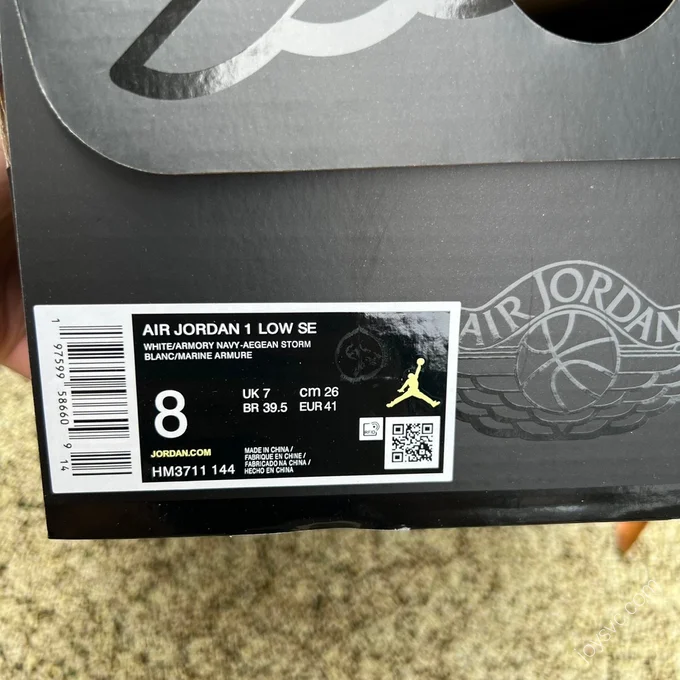 AIR JORDAN
AIR JORDAN 1 LOW SE
WHITE/ARMORY NAVY-AEGEAN STORM
BLANC/MARINE ARMURE
8
UK 7
cm 26
BR 39.5
EUR 41
JORDAN.COM
HM3711 144
MADE IN CHINA /
FABRIQUÉ EN CHINE /
FABRICADO NA CHINA /
HECHO EN CHINA
1 97599 58660 9 14